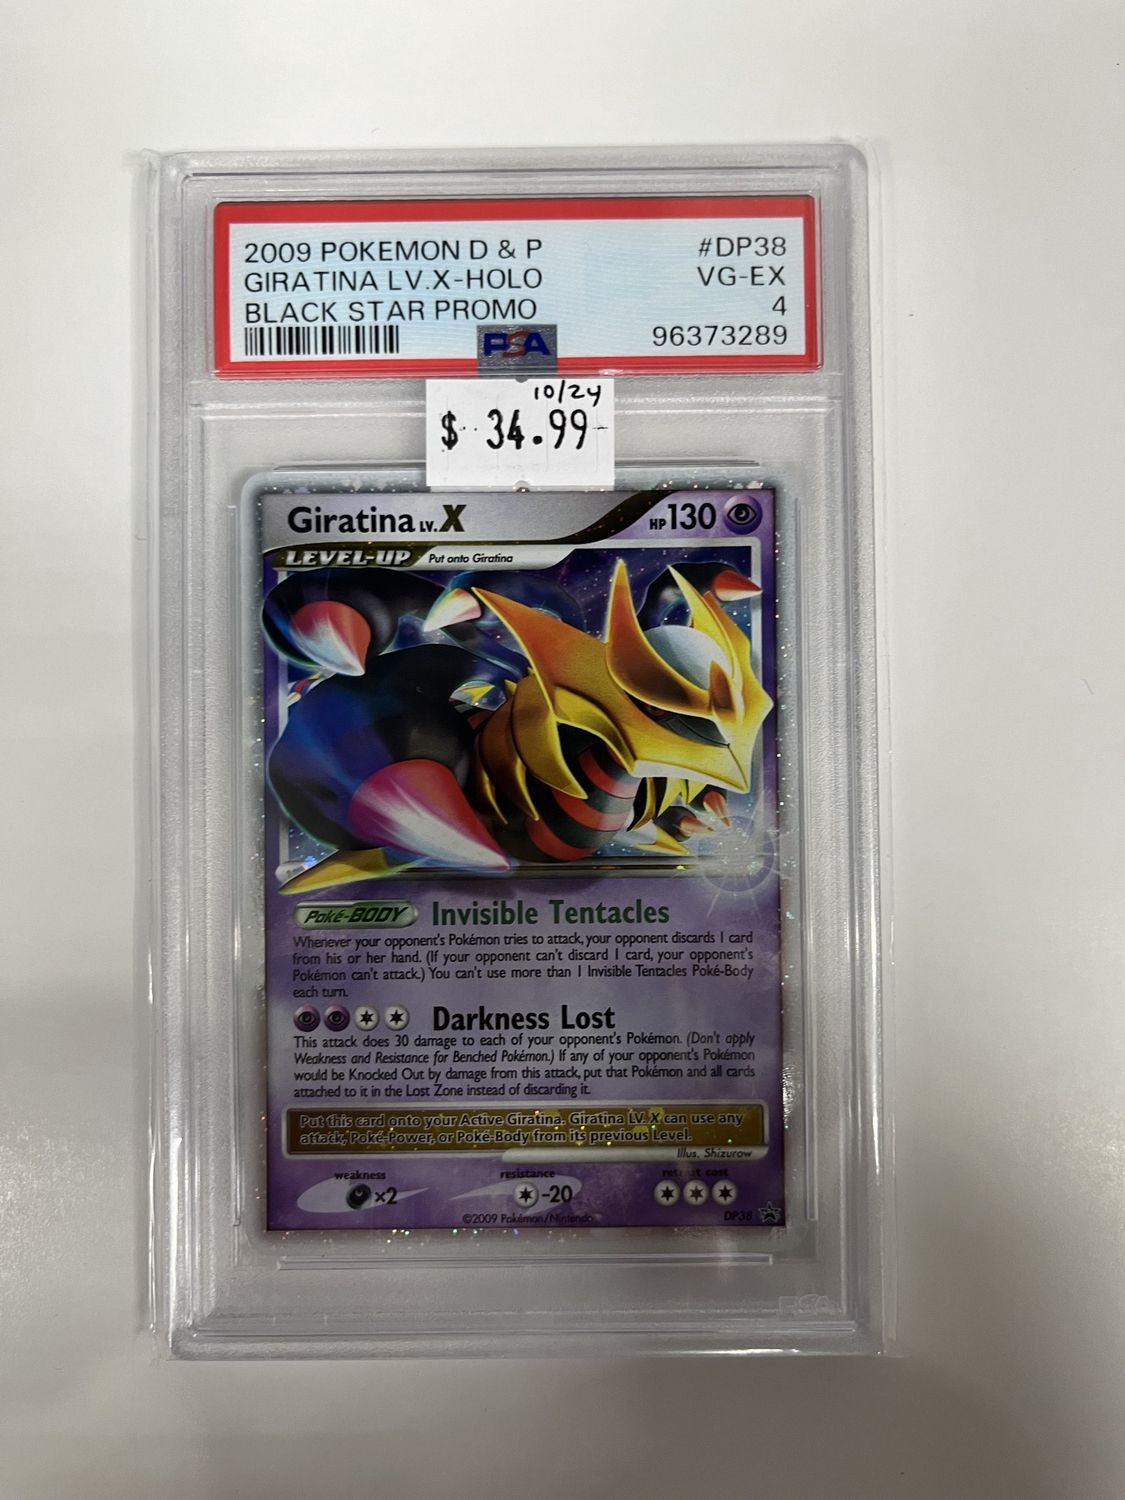 2009 POKEMON D & P #DP38
GIRATINA LV.X-HOLO VG-EX
BLACK STAR PROMO 4
PSA 96373289
10/24
$ 34.99
Giratina LV.X HP 130
LEVEL-UP Put onto Giratina
Poké-BODY Invisible Tentacles
Whenever your opponent's Pokémon tries to attack, your opponent discards 1 card
from his or her hand. (If your opponent can't discard 1 card, your opponent's
Pokémon can't attack.) You can't use more than 1 Invisible Tentacles Poké-Body
each turn.
Darkness Lost
This attack does 30 damage to each of your opponent's Pokémon. (Don't apply
Weakness and Resistance for Benched Pokémon.) If any of your opponent's Pokémon
would be Knocked Out by damage from this attack, put that Pokémon and all cards
attached to it in the Lost Zone instead of discarding it.
Put this card onto your Active Giratina. Giratina LV. X can use any
attack, Poké-Power, or Poké-Body from its previous Level.
Illus. Shizurow
weakness resistance retreat cost
×2 -20
©2009 Pokémon/Nintendo DP38
PSA